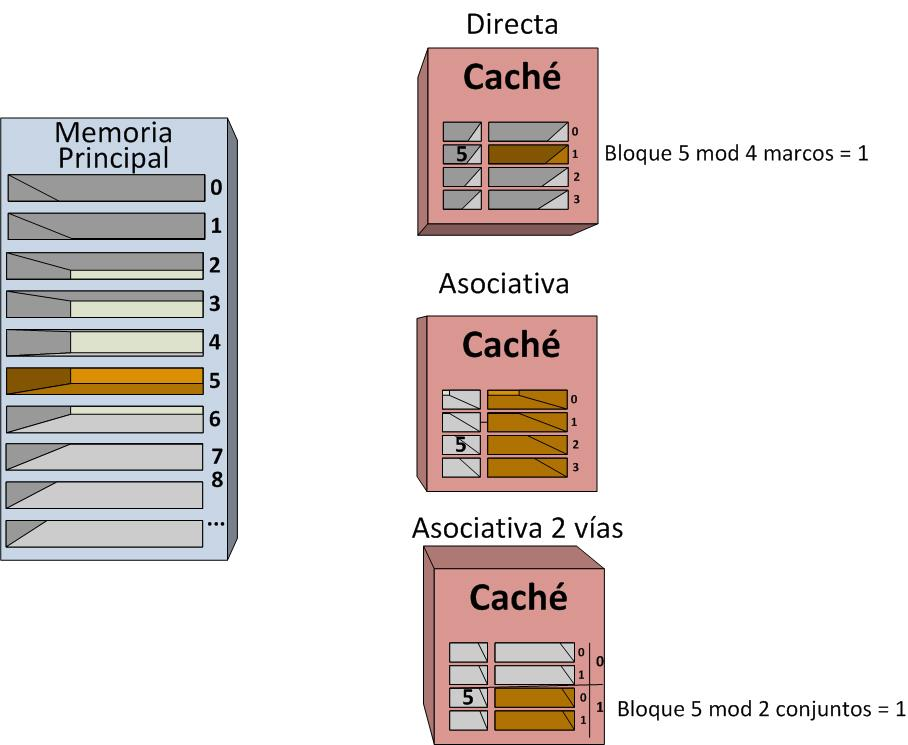 Directa
Caché
0
5 1
2
3
Bloque 5 mod 4 marcos = 1
Memoria
Principal
0
1
2
3
4
5
6
7
8
...
Asociativa
Caché
0
1
5 2
3
Asociativa 2 vías
Caché
0
1
0
5 0
1
1
Bloque 5 mod 2 conjuntos = 1